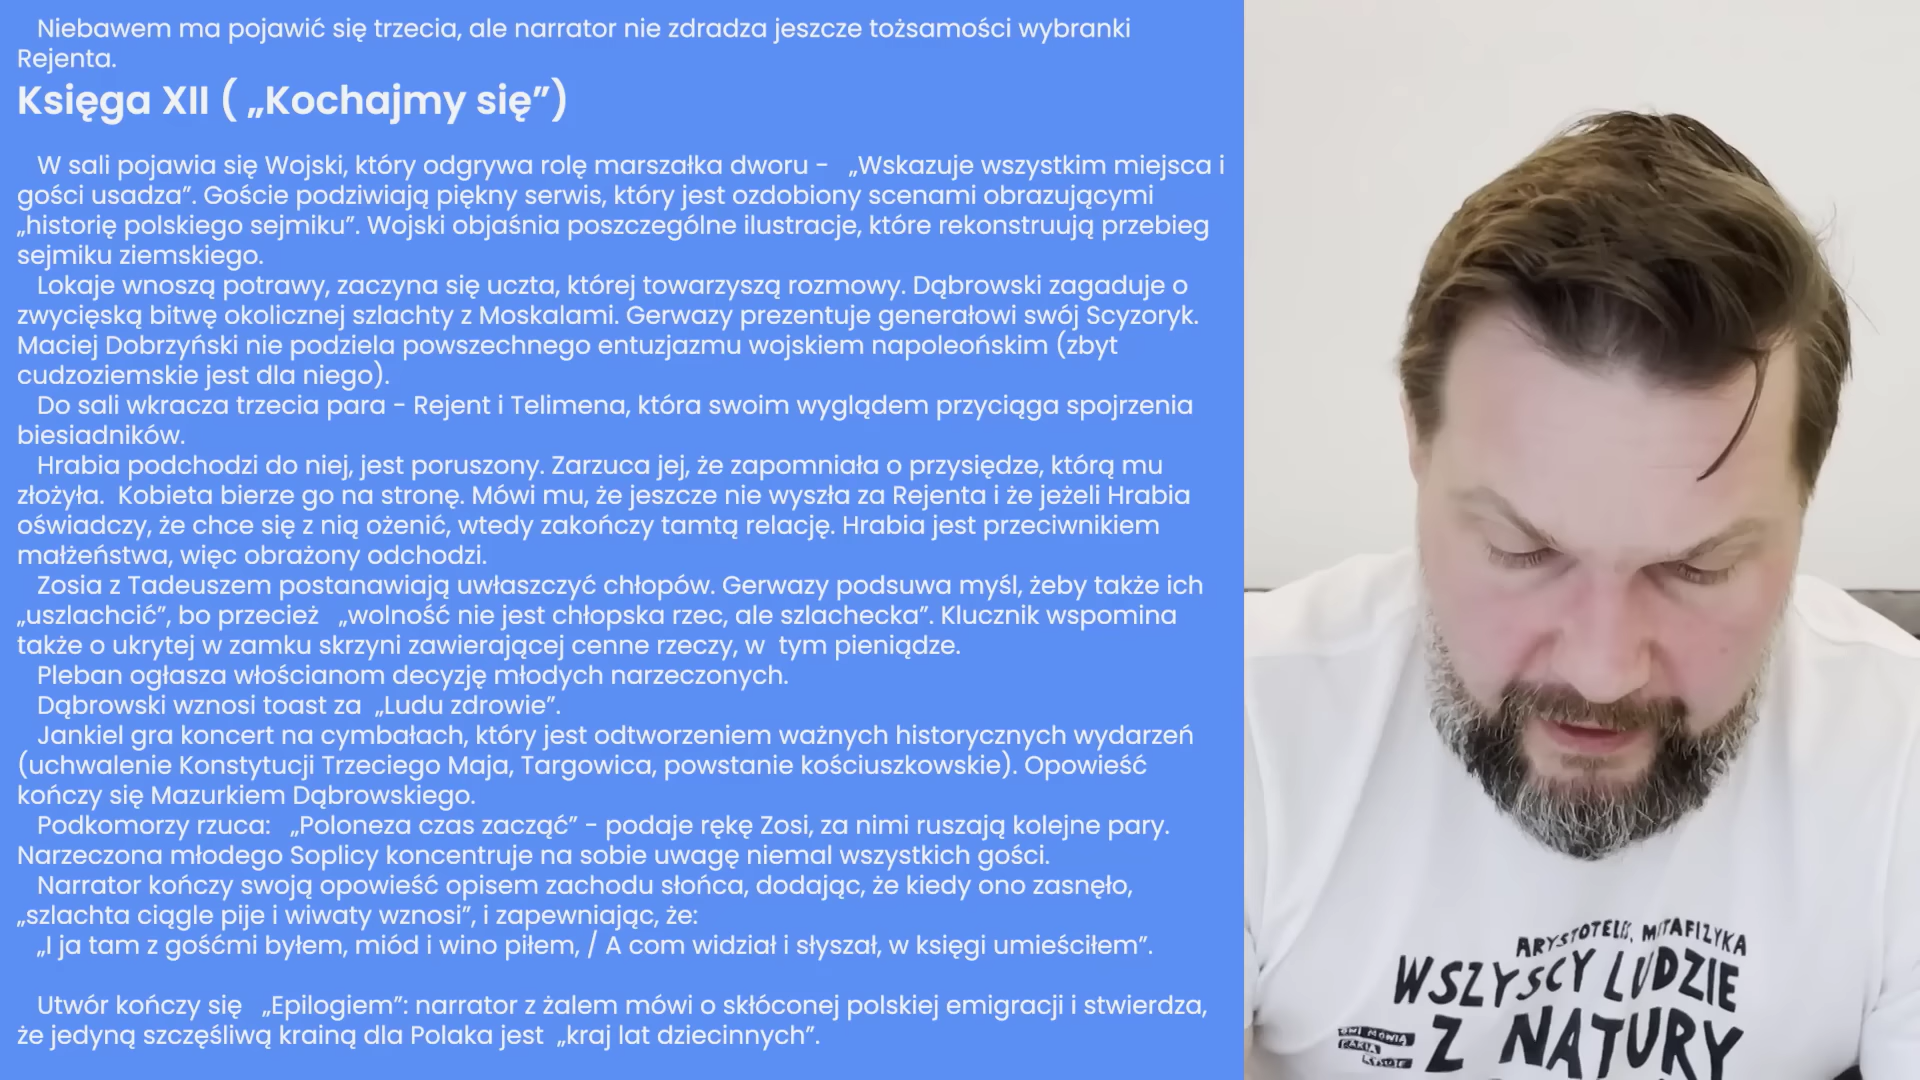 Niebawem ma pojawić się trzecia, ale narrator nie zdradza jeszcze tożsamości wybranki
Rejenta.
Księga XII ( „Kochajmy się”)
W sali pojawia się Wojski, który odgrywa rolę marszałka dworu - „Wskazuje wszystkim miejsca i
gości usadza”. Goście podziwiają piękny serwis, który jest ozdobiony scenami obrazującymi
„historię polskiego sejmiku”. Wojski objaśnia poszczególne ilustracje, które rekonstruują przebieg
sejmiku ziemskiego.
Lokaje wnoszą potrawy, zaczyna się uczta, której towarzyszą rozmowy. Dąbrowski zagaduje o
zwycięską bitwę okolicznej szlachty z Moskalami. Gerwazy prezentuje generałowi swój Scyzoryk.
Maciej Dobrzyński nie podziela powszechnego entuzjazmu wojskiem napoleońskim (zbyt
cudzoziemskie jest dla niego).
Do sali wkracza trzecia para - Rejent i Telimena, która swoim wyglądem przyciąga spojrzenia
biesiadników.
Hrabia podchodzi do niej, jest poruszony. Zarzuca jej, że zapomniała o przysiędze, którą mu
złożyła. Kobieta bierze go na stronę. Mówi mu, że jeszcze nie wyszła za Rejenta i że jeżeli Hrabia
oświadczy, że chce się z nią ożenić, wtedy zakończy tamtą relację. Hrabia jest przeciwnikiem
małżeństwa, więc obrażony odchodzi.
Zosia z Tadeuszem postanawiają uwłaszczyć chłopów. Gerwazy podsuwa myśl, żeby także ich
„uszlachcić”, bo przecież „wolność nie jest chłopska rzec, ale szlachecka”. Klucznik wspomina
także o ukrytej w zamku skrzyni zawierającej cenne rzeczy, w tym pieniądze.
Pleban ogłasza włościanom decyzję młodych narzeczonych.
Dąbrowski wznosi toast za „Ludu zdrowie”.
Jankiel gra koncert na cymbałach, który jest odtworzeniem ważnych historycznych wydarzeń
(uchwalenie Konstytucji Trzeciego Maja, Targowica, powstanie kościuszkowskie). Opowieść
kończy się Mazurkiem Dąbrowskiego.
Podkomorzy rzuca: „Poloneza czas zacząć” - podaje rękę Zosi, za nimi ruszają kolejne pary.
Narzeczona młodego Soplicy koncentruje na sobie uwagę niemal wszystkich gości.
Narrator kończy swoją opowieść opisem zachodu słońca, dodając, że kiedy ono zasnęło,
„szlachta ciągle pije i wiwaty wznosi”, i zapewniając, że:
„I ja tam z gośćmi byłem, miód i wino piłem, / A com widział i słyszał, w księgi umieściłem”.
Utwór kończy się „Epilogiem”: narrator z żalem mówi o skłóconej polskiej emigracji i stwierdza,
że jedyną szczęśliwą krainą dla Polaka jest „kraj lat dziecinnych”.
ARYSTOTELES, METAFIZYKA
WSZYSCY LUDZIE
Z NATURY